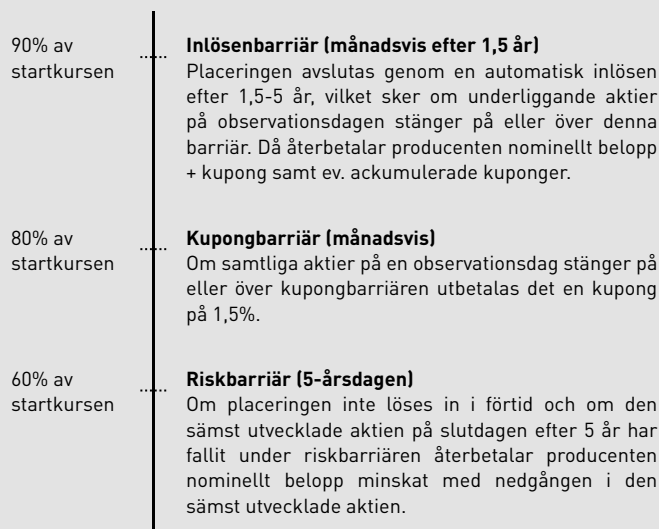 90% av
startkursen
Inlösenbarriär (månadsvis efter 1,5 år)
Placeringen avslutas genom en automatisk inlösen
efter 1,5-5 år, vilket sker om underliggande aktier
på observationsdagen stänger på eller över denna
barriär. Då återbetalar producenten nominellt belopp
+ kupong samt ev. ackumulerade kuponger.
80% av
startkursen
Kupongbarriär (månadsvis)
Om samtliga aktier på en observationsdag stänger på
eller över kupongbarriären utbetalas det en kupong
på 1,5%.
60% av
startkursen
Riskbarriär (5-årsdagen)
Om placeringen inte löses in i förtid och om den
sämst utvecklade aktien på slutdagen efter 5 år har
fallit under riskbarriären återbetalar producenten
nominellt belopp minskat med nedgången i den
sämst utvecklade aktien.